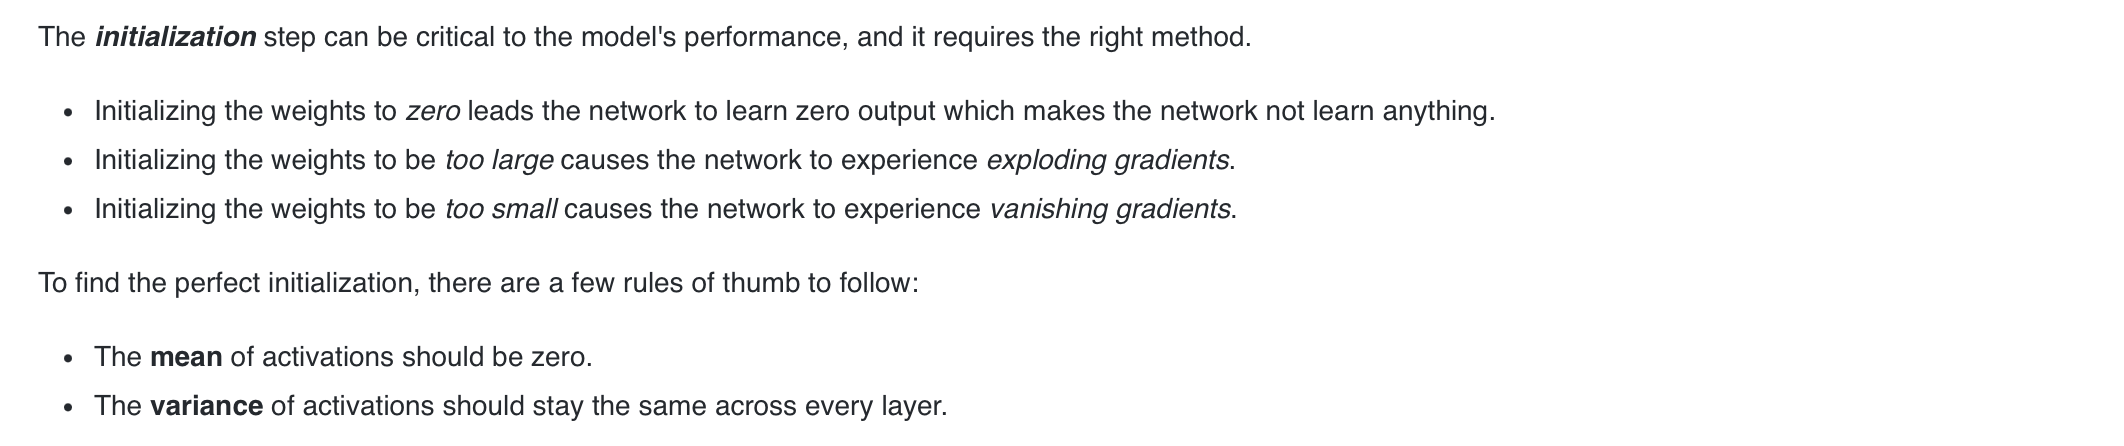 The initialization step can be critical to the model's performance, and it requires the right method.
• Initializing the weights to zero leads the network to learn zero output which makes the network not learn anything.
• Initializing the weights to be too large causes the network to experience exploding gradients.
• Initializing the weights to be too small causes the network to experience vanishing gradients.
To find the perfect initialization, there are a few rules of thumb to follow:
• The mean of activations should be zero.
• The variance of activations should stay the same across every layer.